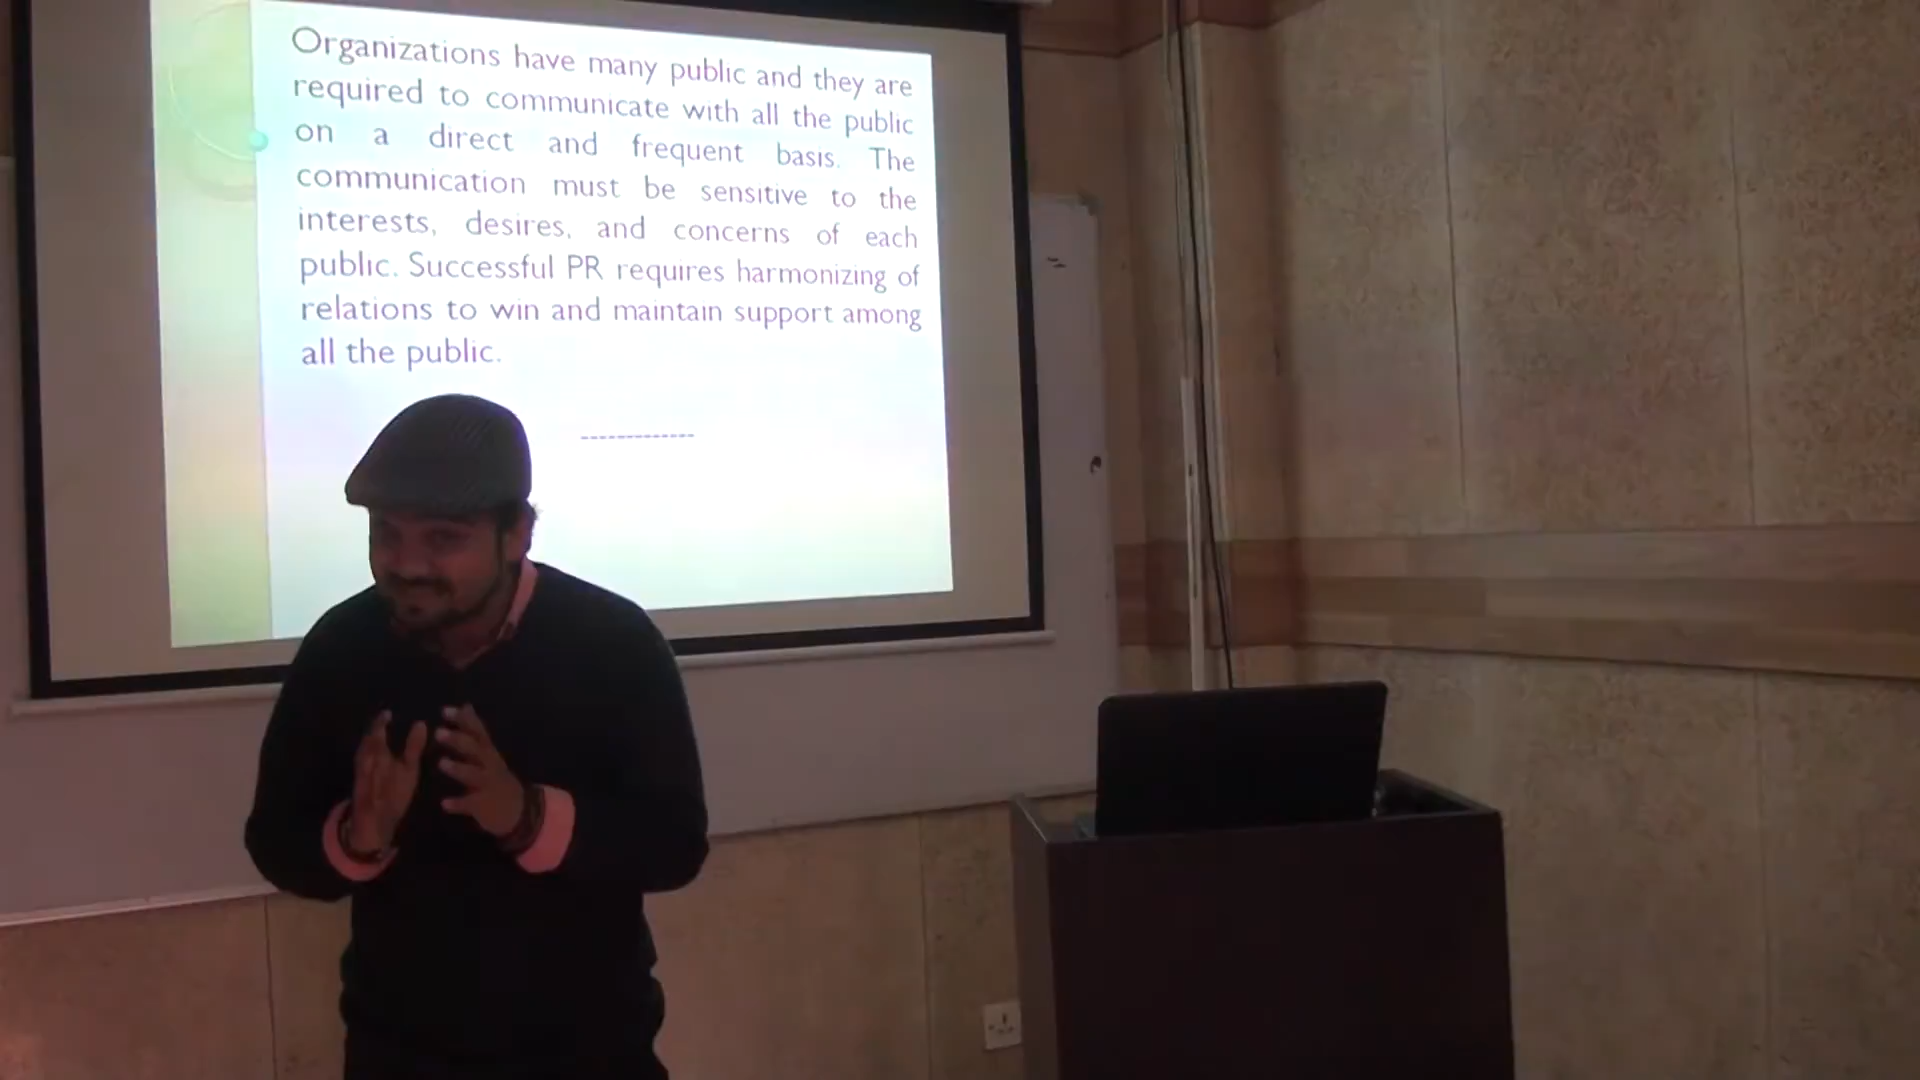 Organizations have many public and they are
required to communicate with all the public
on a direct and frequent basis. The
communication must be sensitive to the
interests, desires, and concerns of each
public. Successful PR requires harmonizing of
relations to win and maintain support among
all the public.
-------------